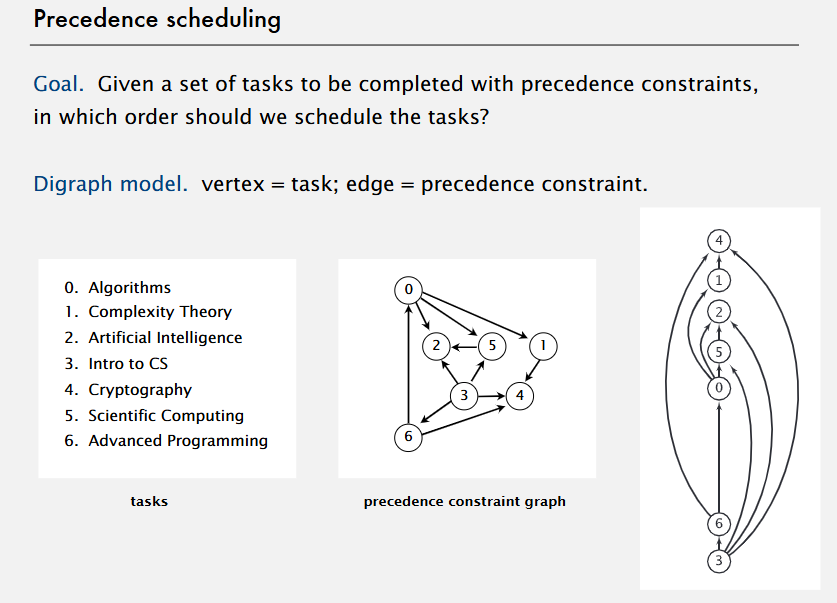 Precedence scheduling
Goal. Given a set of tasks to be completed with precedence constraints,
in which order should we schedule the tasks?
Digraph model. vertex = task; edge = precedence constraint.
0. Algorithms
1. Complexity Theory
2. Artificial Intelligence
3. Intro to CS
4. Cryptography
5. Scientific Computing
6. Advanced Programming
tasks
0
2
5
1
3
4
6
precedence constraint graph
4
1
2
5
0
6
3